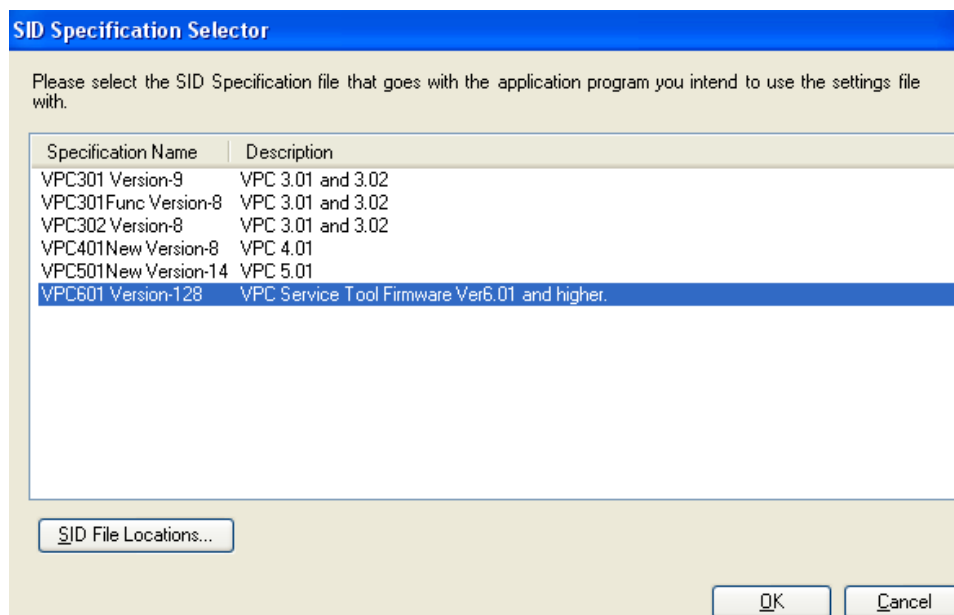 SID Specification Selector
Please select the SID Specification file that goes with the application program you intend to use the settings file
with.
Specification Name Description
VPC301 Version-9 VPC 3.01 and 3.02
VPC301Func Version-8 VPC 3.01 and 3.02
VPC302 Version-8 VPC 3.01 and 3.02
VPC401New Version-8 VPC 4.01
VPC501New Version-14 VPC 5.01
VPC601 Version-128 VPC Service Tool Firmware Ver6.01 and higher.
SID File Locations...
OK Cancel